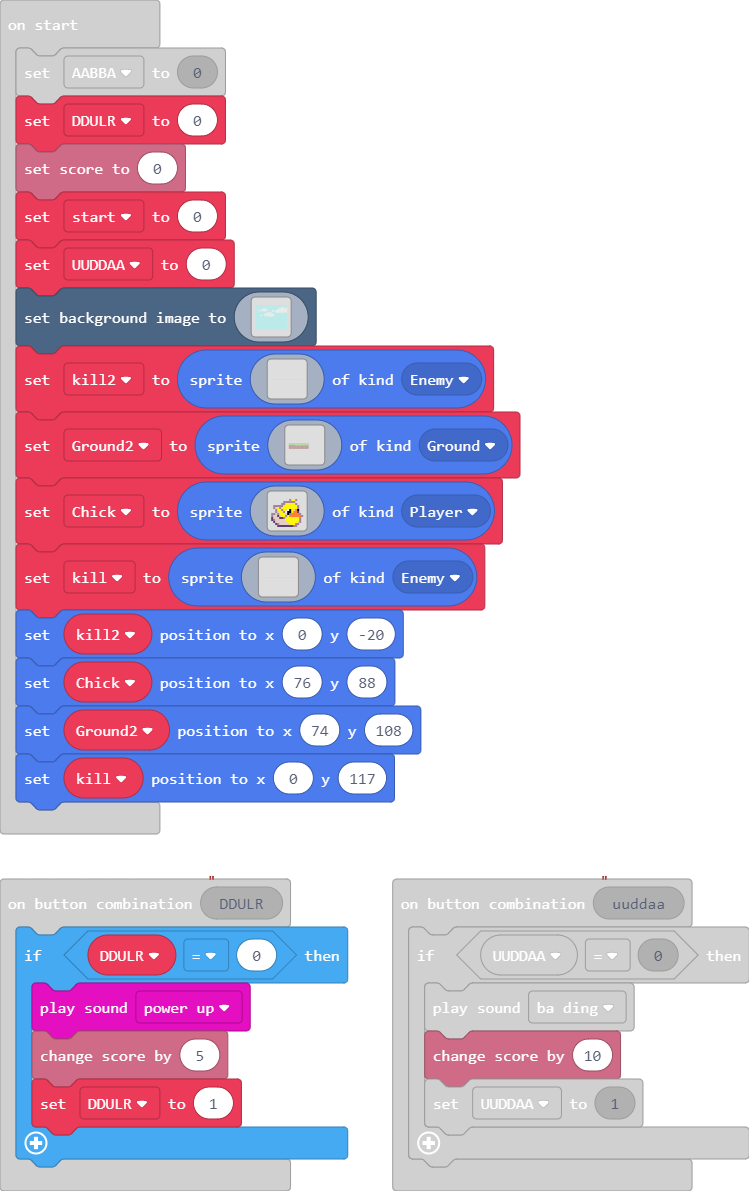 on start
set AABBA to 0
set DDULR to 0
set score to 0
set start to 0
set UUDDAA to 0
set background image to
set kill2 to sprite of kind Enemy
set Ground2 to sprite of kind Ground
set Chick to sprite of kind Player
set kill to sprite of kind Enemy
set kill2 position to x 0 y -20
set Chick position to x 76 y 88
set Ground2 position to x 74 y 108
set kill position to x 0 y 117
on button combination "DDULR
if DDULR = 0 then
play sound power up
change score by 5
set DDULR to 1
on button combination "uuddaa
if UUDDAA = 0 then
play sound ba ding
change score by 10
set UUDDAA to 1